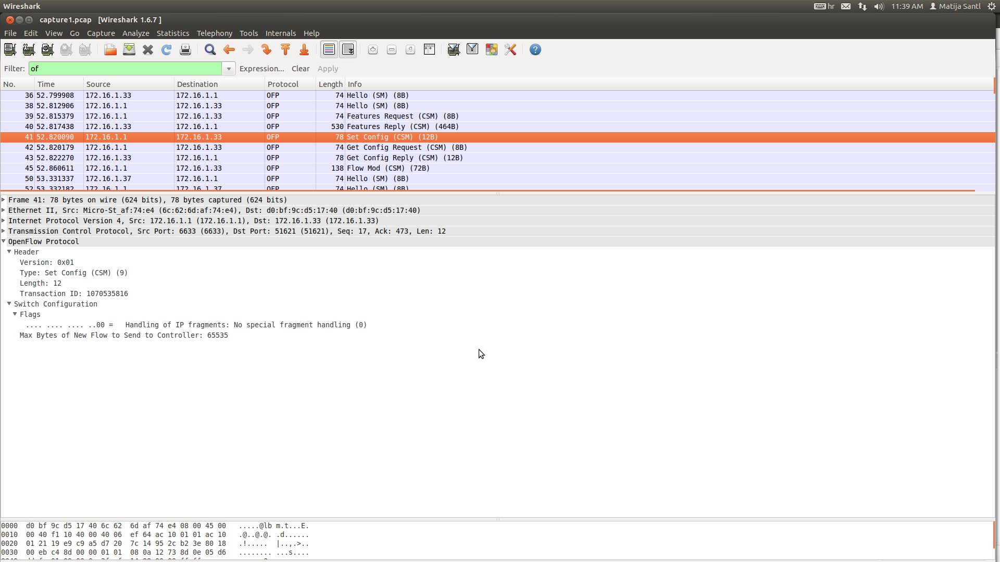 Wireshark hr 11:39 AM Matija Santl
capture1.pcap [Wireshark 1.6.7 ]
File Edit View Go Capture Analyze Statistics Telephony Tools Internals Help
Filter: of Expression... Clear Apply
No. Time Source Destination Protocol Length Info
36 52.799908 172.16.1.33 172.16.1.1 OFP 74 Hello (SM) (8B)
38 52.812906 172.16.1.1 172.16.1.33 OFP 74 Hello (SM) (8B)
39 52.815379 172.16.1.1 172.16.1.33 OFP 74 Features Request (CSM) (8B)
40 52.817438 172.16.1.33 172.16.1.1 OFP 530 Features Reply (CSM) (464B)
41 52.820090 172.16.1.1 172.16.1.33 OFP 78 Set Config (CSM) (12B)
42 52.820179 172.16.1.1 172.16.1.33 OFP 74 Get Config Request (CSM) (8B)
43 52.822270 172.16.1.33 172.16.1.1 OFP 78 Get Config Reply (CSM) (12B)
45 52.860611 172.16.1.1 172.16.1.33 OFP 138 Flow Mod (CSM) (72B)
50 53.331337 172.16.1.37 172.16.1.1 OFP 74 Hello (SM) (8B)
52 53.332182 172.16.1.1 172.16.1.37 OFP 74 Hello (SM) (8B)
Frame 41: 78 bytes on wire (624 bits), 78 bytes captured (624 bits)
Ethernet II, Src: Micro-St_af:74:e4 (6c:62:6d:af:74:e4), Dst: d0:bf:9c:d5:17:40 (d0:bf:9c:d5:17:40)
Internet Protocol Version 4, Src: 172.16.1.1 (172.16.1.1), Dst: 172.16.1.33 (172.16.1.33)
Transmission Control Protocol, Src Port: 6633 (6633), Dst Port: 51621 (51621), Seq: 17, Ack: 473, Len: 12
OpenFlow Protocol
Header
Version: 0x01
Type: Set Config (CSM) (9)
Length: 12
Transaction ID: 1070535816
Switch Configuration
Flags
.... .... .... ..00 = Handling of IP fragments: No special fragment handling (0)
Max Bytes of New Flow to Send to Controller: 65535
0000 d0 bf 9c d5 17 40 6c 62 6d af 74 e4 08 00 45 00 .....@lb m.t...E.
0010 00 40 f1 10 40 00 40 06 ef 64 ac 10 01 01 ac 10 .@..@.@. .d......
0020 01 21 19 e9 c9 a5 d7 20 7c 14 95 2c b2 3e 80 18 .!..... |..,.>..
0030 00 eb c4 8d 00 00 01 01 08 0a 12 73 8d 0e 05 d6 ........ ...s....